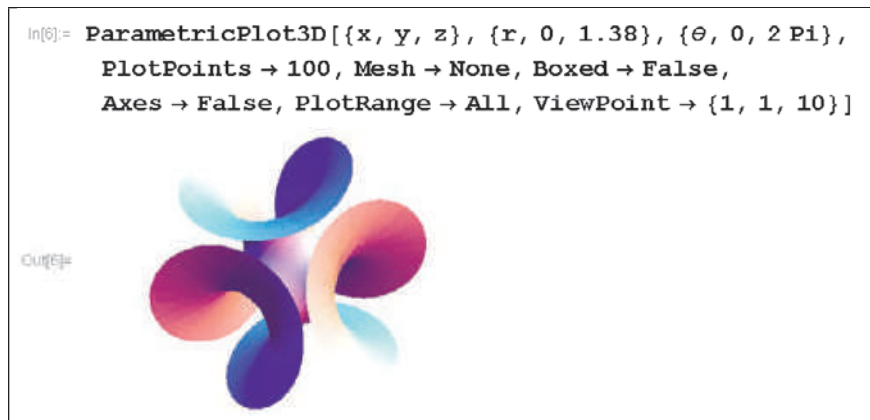 In[6]:= ParametricPlot3D[{x, y, z}, {r, 0, 1.38}, {θ, 0, 2 Pi},
PlotPoints → 100, Mesh → None, Boxed → False,
Axes → False, PlotRange → All, ViewPoint → {1, 1, 10}]
Out[6]=